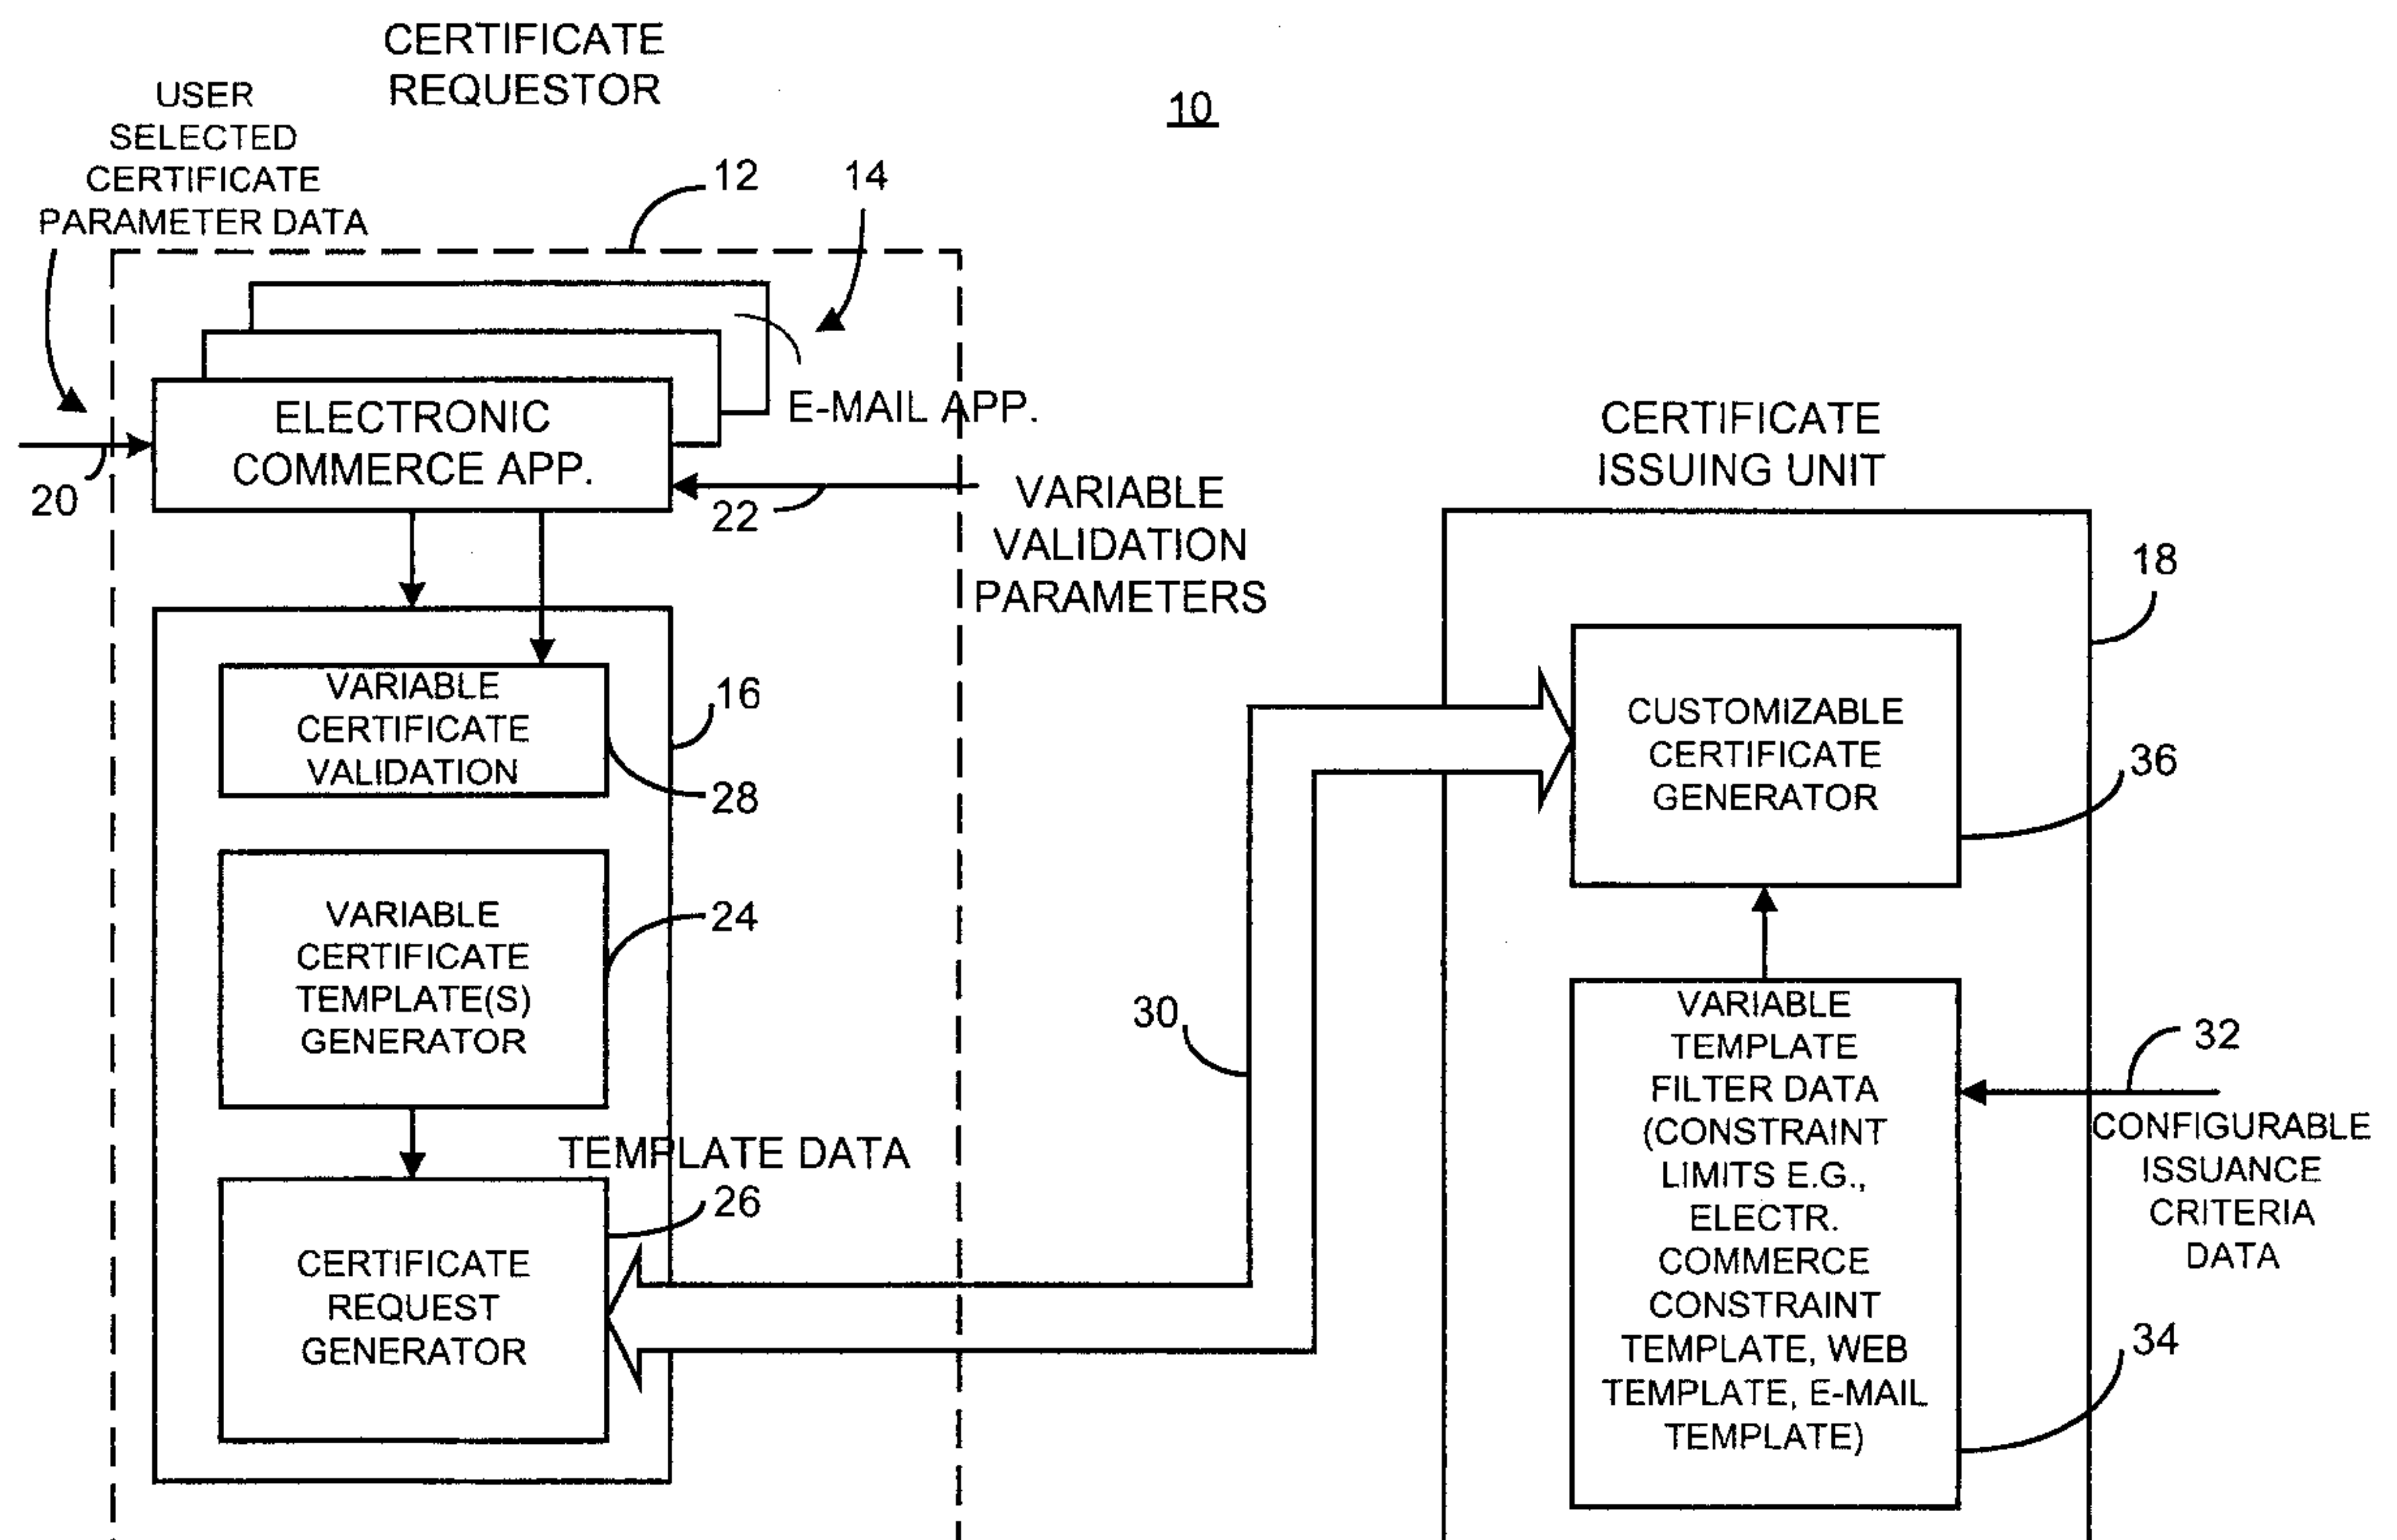 CERTIFICATE
REQUESTOR
10
USER
SELECTED
CERTIFICATE
PARAMETER DATA
12
14
E-MAIL APP.
ELECTRONIC
COMMERCE APP.
20
22
VARIABLE
VALIDATION
PARAMETERS
VARIABLE
CERTIFICATE
VALIDATION
16
28
VARIABLE
CERTIFICATE
TEMPLATE(S)
GENERATOR
24
TEMPLATE DATA
26
CERTIFICATE
REQUEST
GENERATOR
30
CERTIFICATE
ISSUING UNIT
18
CUSTOMIZABLE
CERTIFICATE
GENERATOR
36
VARIABLE
TEMPLATE
FILTER DATA
(CONSTRAINT
LIMITS E.G.,
ELECTR.
COMMERCE
CONSTRAINT
TEMPLATE, WEB
TEMPLATE, E-MAIL
TEMPLATE)
32
CONFIGURABLE
ISSUANCE
CRITERIA
DATA
34